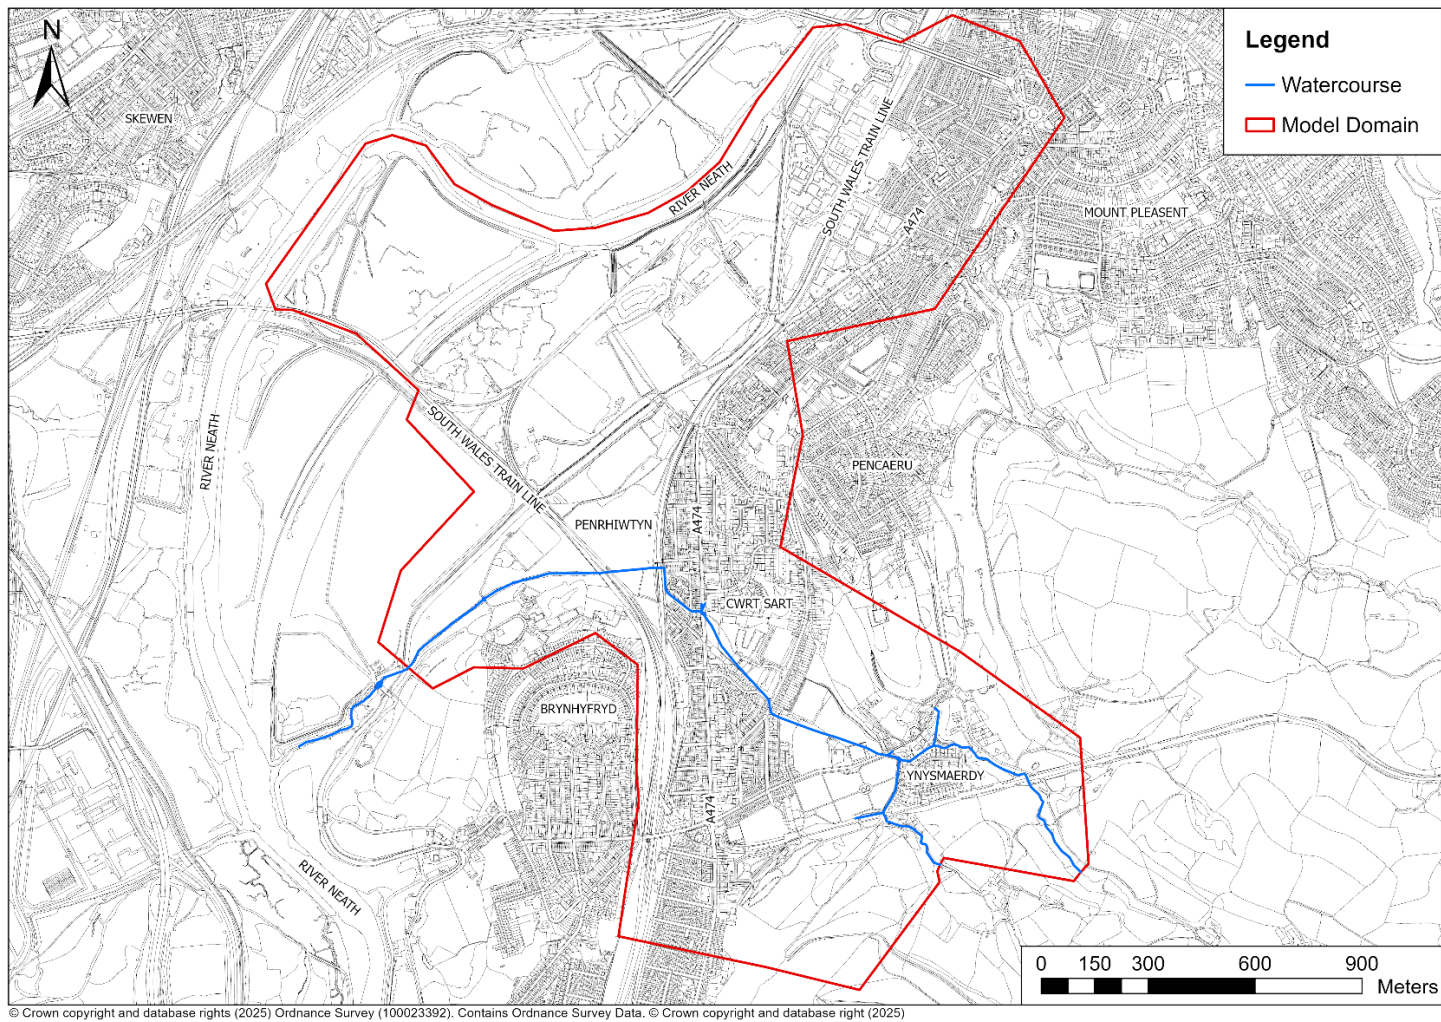 N
Legend
Watercourse
Model Domain
SKEWEN
SOUTH WALES TRAIN LINE
RIVER NEATH
A474
MOUNT PLEASENT
RIVER NEATH
SOUTH WALES TRAIN LINE
PENCAERU
PENRHIWTYN
A474
CWRT SART
BRYNHYFRYD
YNYSMAERDY
A474
RIVER NEATH
0 150 300 600 900
Meters
© Crown copyright and database rights (2025) Ordnance Survey (100023392). Contains Ordnance Survey Data. © Crown copyright and database right (2025)